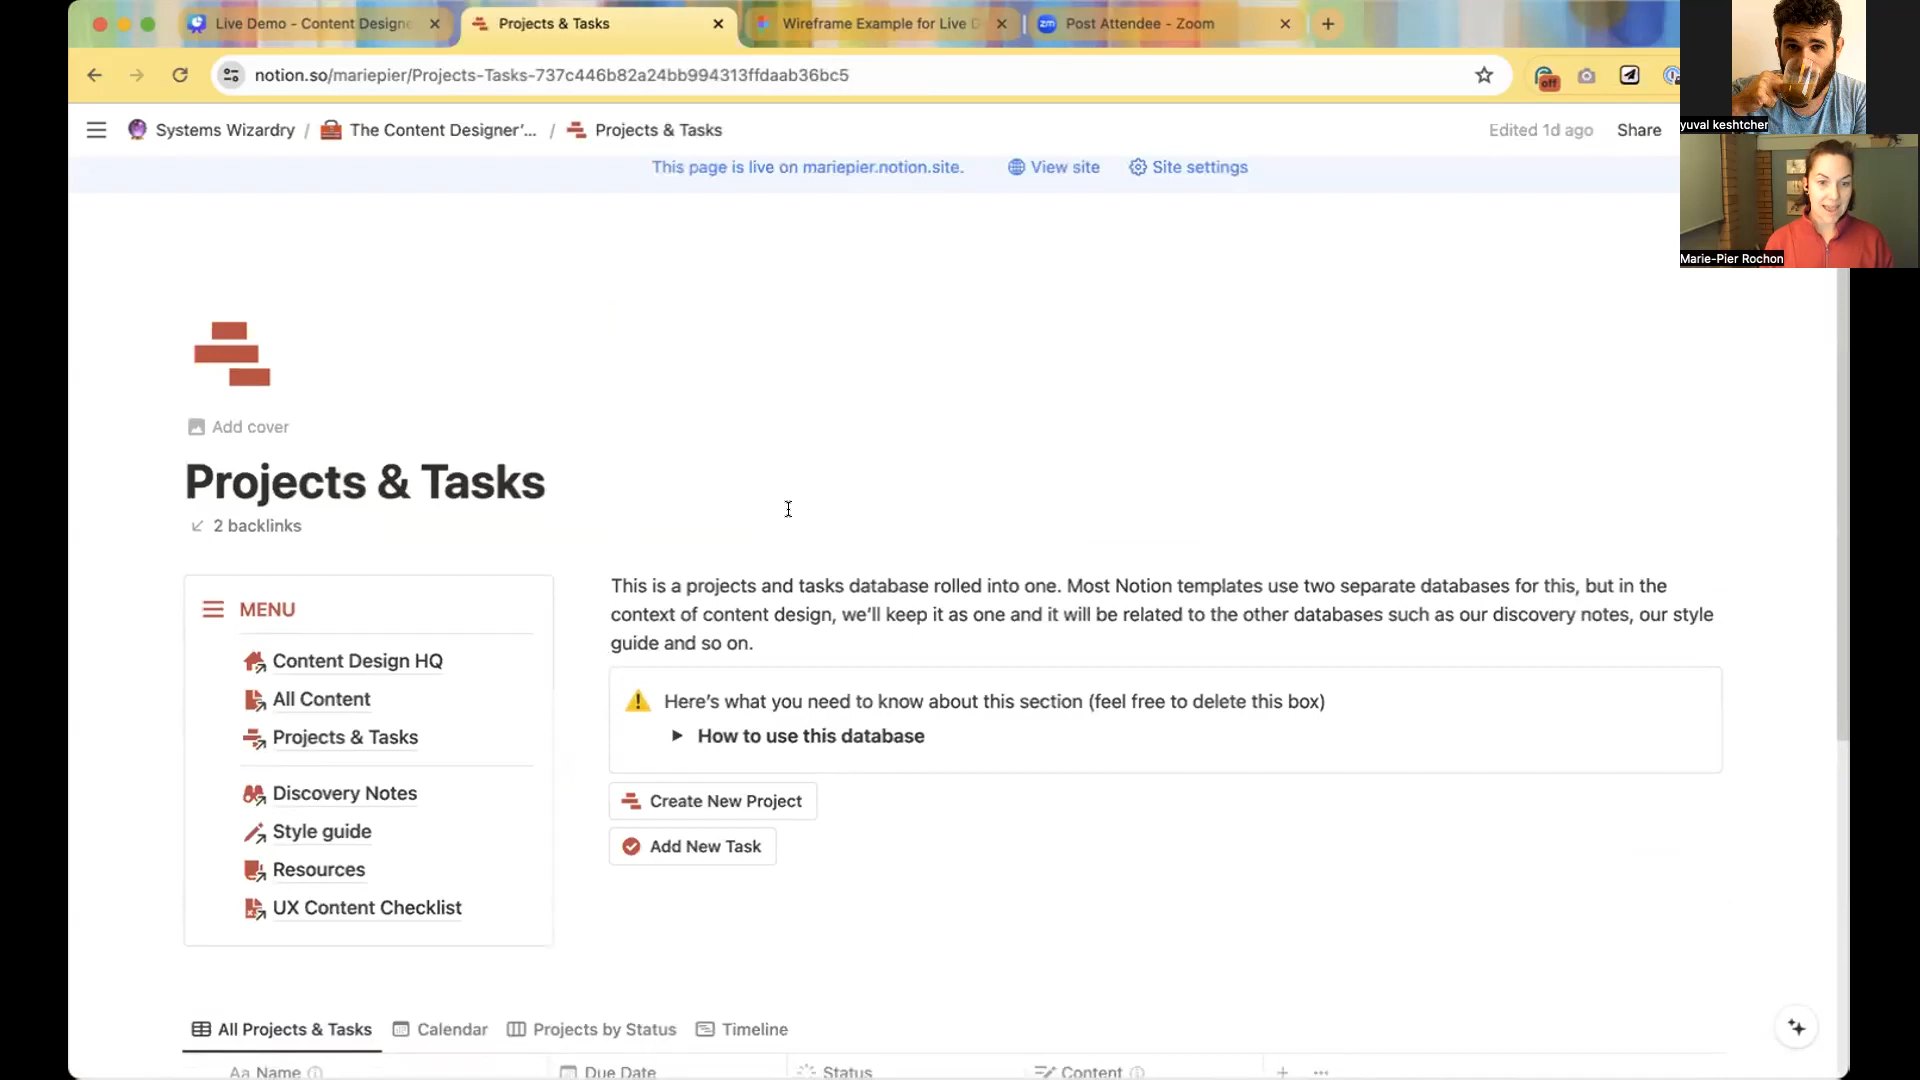 Live Demo - Content Designe
Projects & Tasks
Wireframe Example for Live D
Post Attendee - Zoom
notion.so/mariepier/Projects-Tasks-737c446b82a24bb994313ffdaab36bc5
off
yuval keshtcher
Systems Wizardry / The Content Designer'... / Projects & Tasks
Edited 1d ago
Share
This page is live on mariepier.notion.site.
View site
Site settings
Marie-Pier Rochon
Add cover
Projects & Tasks
2 backlinks
MENU
Content Design HQ
All Content
Projects & Tasks
Discovery Notes
Style guide
Resources
UX Content Checklist
This is a projects and tasks database rolled into one. Most Notion templates use two separate databases for this, but in the
context of content design, we'll keep it as one and it will be related to the other databases such as our discovery notes, our style
guide and so on.
Here's what you need to know about this section (feel free to delete this box)
How to use this database
Create New Project
Add New Task
All Projects & Tasks
Calendar
Projects by Status
Timeline
Aa Name
Due Date
Status
Content